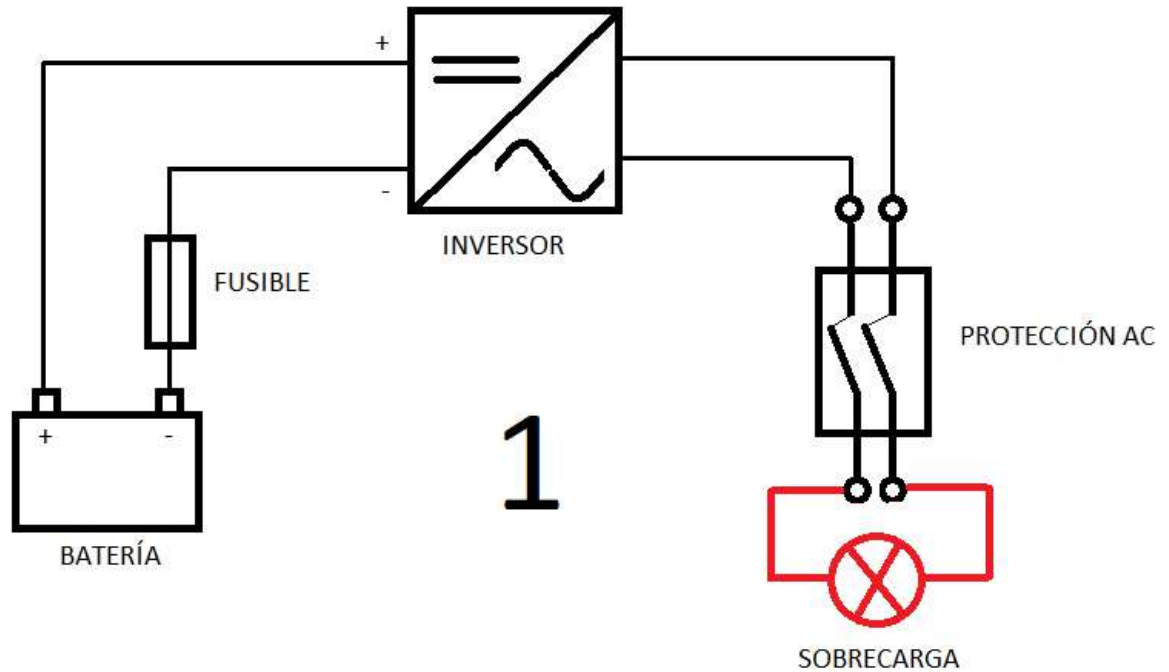 +
-
INVERSOR
FUSIBLE
PROTECCIÓN AC
1
+ -
BATERÍA
SOBRECARGA